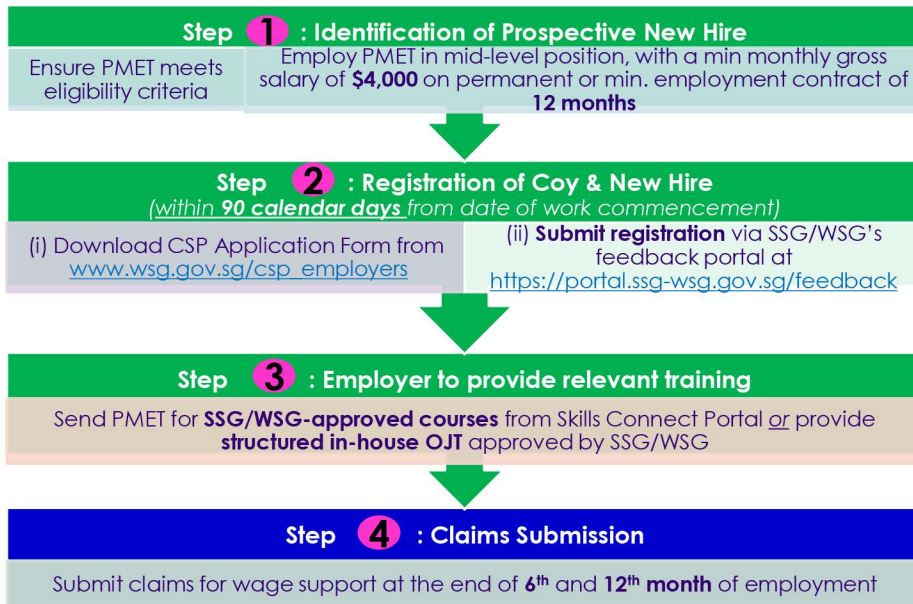 Step 1 : Identification of Prospective New Hire
Ensure PMET meets
eligibility criteria
Employ PMET in mid-level position, with a min monthly gross
salary of $4,000 on permanent or min. employment contract of
12 months
Step 2 : Registration of Coy & New Hire
(within 90 calendar days from date of work commencement)
(i) Download CSP Application Form from
www.wsg.gov.sg/csp_employers
(ii) Submit registration via SSG/WSG's
feedback portal at
https://portal.ssg-wsg.gov.sg/feedback
Step 3 : Employer to provide relevant training
Send PMET for SSG/WSG-approved courses from Skills Connect Portal or provide
structured in-house OJT approved by SSG/WSG
Step 4 : Claims Submission
Submit claims for wage support at the end of 6th and 12th month of employment